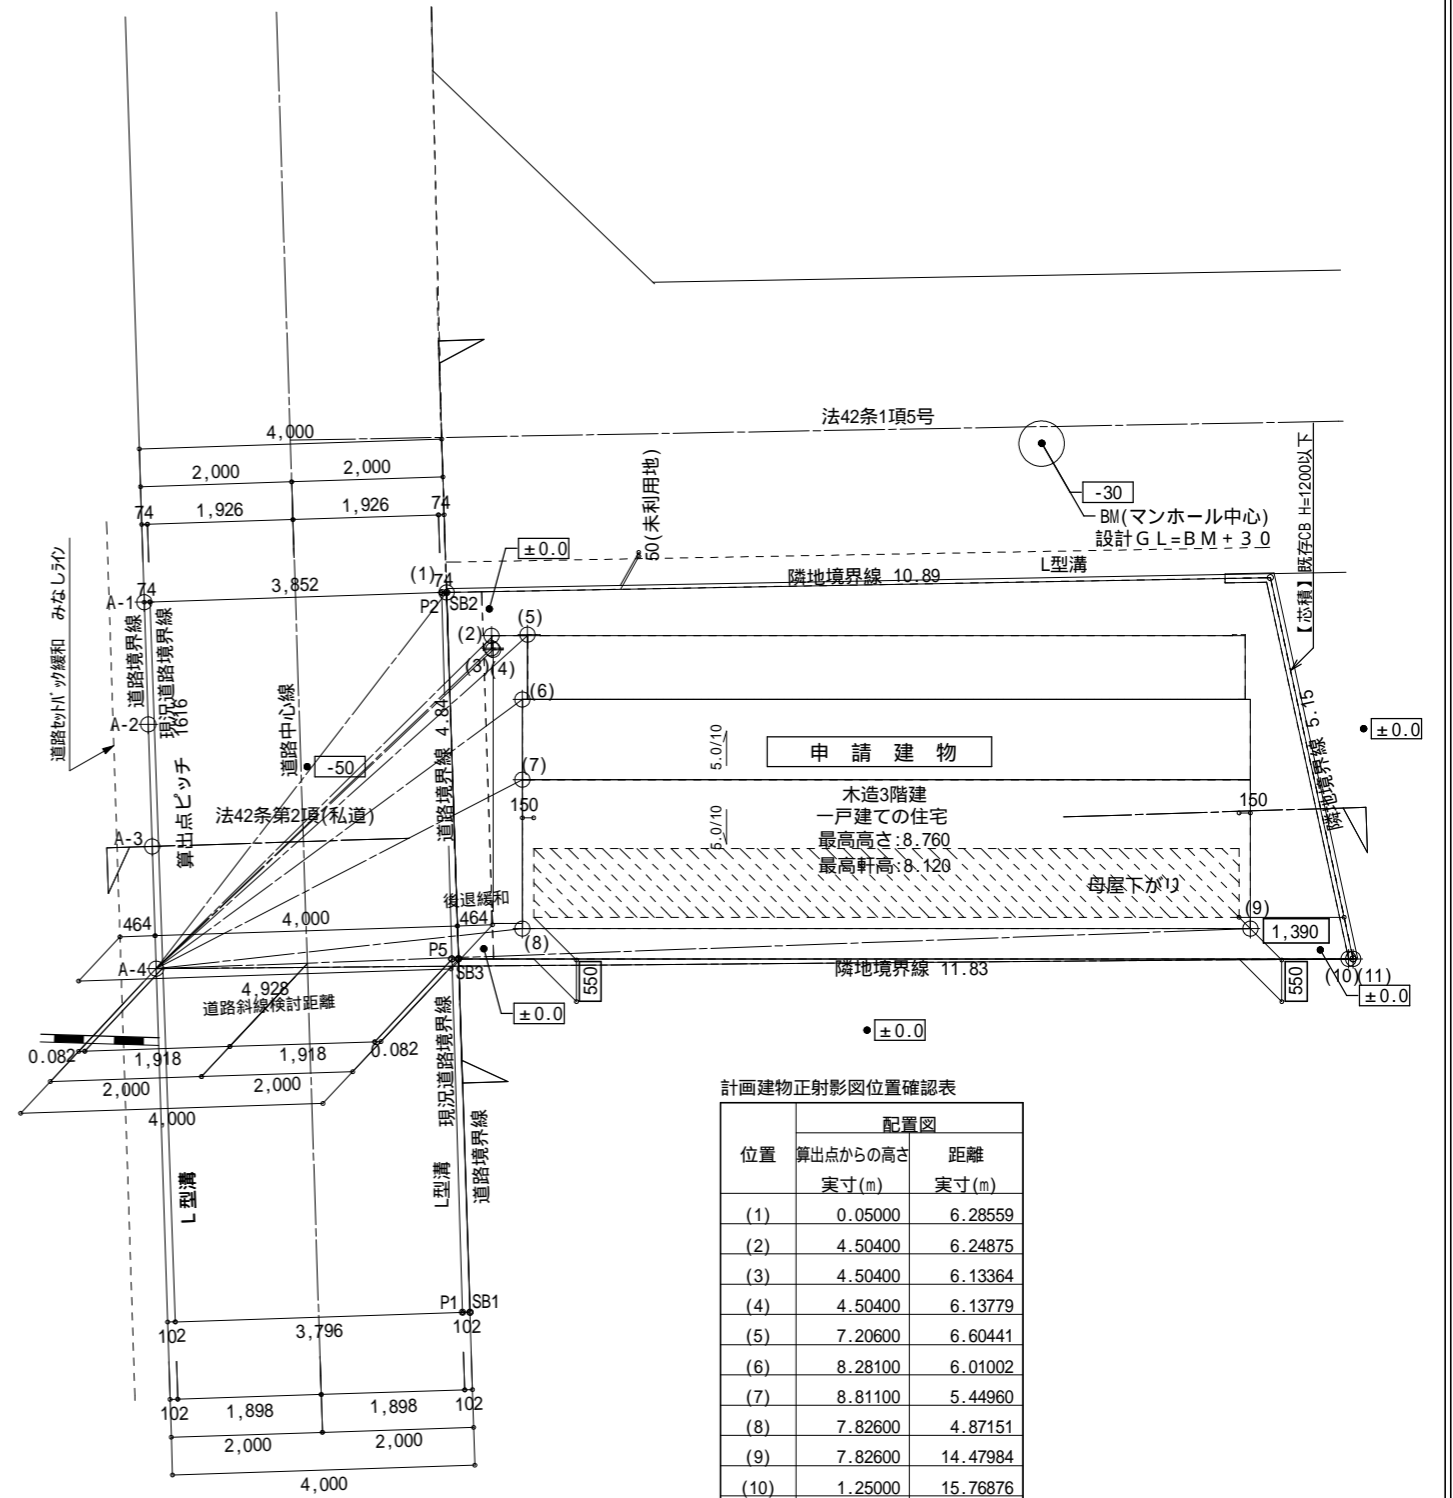 4,000
2,000
2,000
74
1,926
1,926
74
法42条1項5号
50(未利用地)
-30
BM(マンホール中心)
設計GL=BM+30
【芯積】既存CB H=1200以下
±0.0
L型溝
隣地境界線 10.89
道路セットバック緩和 みなしライン
74
3,852
(1)
74
A-1
P2
SB2
道路境界線
現況道路境界線
1616
(2)
(5)
(3)
(4)
(6)
A-2
道路中心線
-50
道路境界線 4.84
5.0/10
申請建物
隣地境界線 5.15
±0.0
(7)
算出点ピッチ
法42条第2項(私道)
150
木造3階建
一戸建ての住宅
最高高さ:8.760
最高軒高:8.120
5.0/10
150
A-3
母屋下がり
後退緩和
464
4,000
464
(8)
(9)
1,390
P5
A-4
SB3
隣地境界線 11.83
(10)
(11)
550
550
4,928
道路斜線検討距離
±0.0
±0.0
±0.0
0.082
1,918
1,918
0.082
2,000
2,000
4,000
現況道路境界線
L型溝
道路境界線
L型溝
P1
SB1
102
3,796
102
102
1,898
1,898
102
2,000
2,000
4,000
計画建物正射影図位置確認表
配置図
位置 算出点からの高さ 距離
実寸(m) 実寸(m)
(1) 0.05000 6.28559
(2) 4.50400 6.24875
(3) 4.50400 6.13364
(4) 4.50400 6.13779
(5) 7.20600 6.60441
(6) 8.28100 6.01002
(7) 8.81100 5.44960
(8) 7.82600 4.87151
(9) 7.82600 14.47984
(10) 1.25000 15.76876